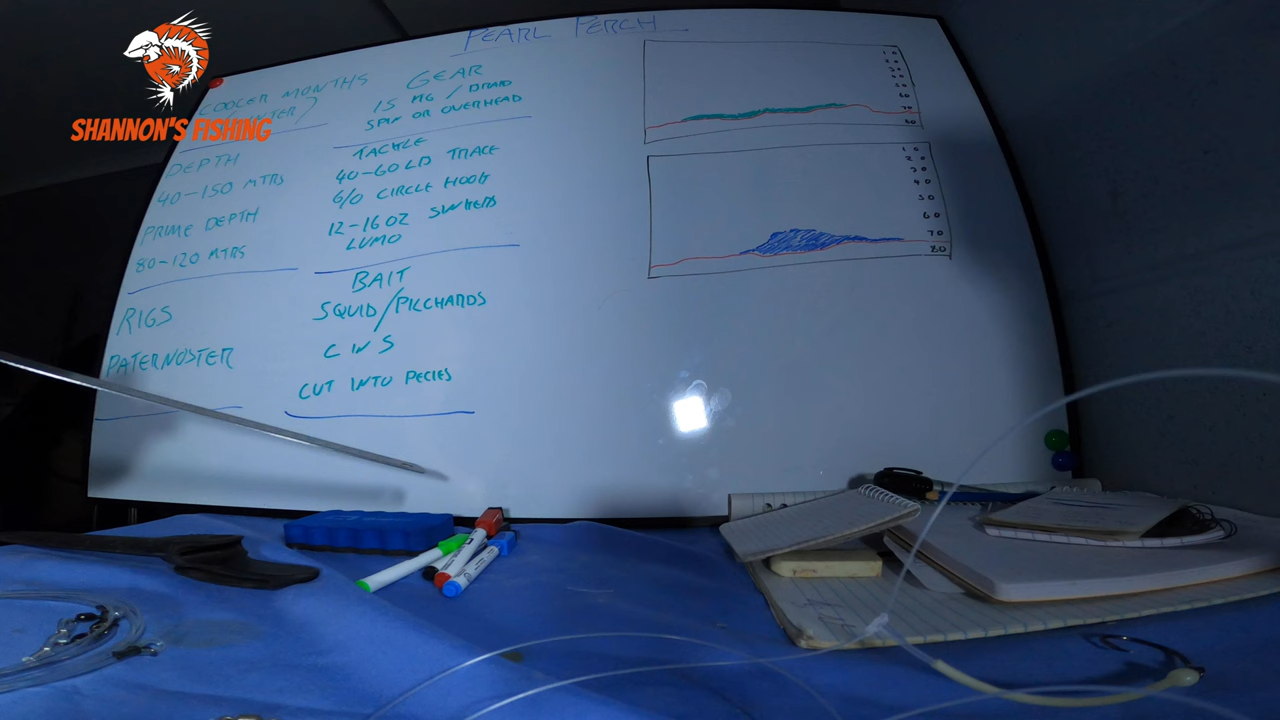 PEARL PERCH
SHANNON'S FISHING
COOLER MONTHS
DEPTH
40-150 MTRS
PRIME DEPTH
80-120 MTRS
RIGS
PATERNOSTER
GEAR
15 KG / BRAID
SPIN OR OVERHEAD
TACKLE
40-60LD TRACE
6/0 CIRCLE HOOK
12-16 OZ SINKERS
LUMO
BAIT
SQUID/PILCHARDS
CUT INTO PECIES
50
60
70
80
10
20
40
50
60
70
80